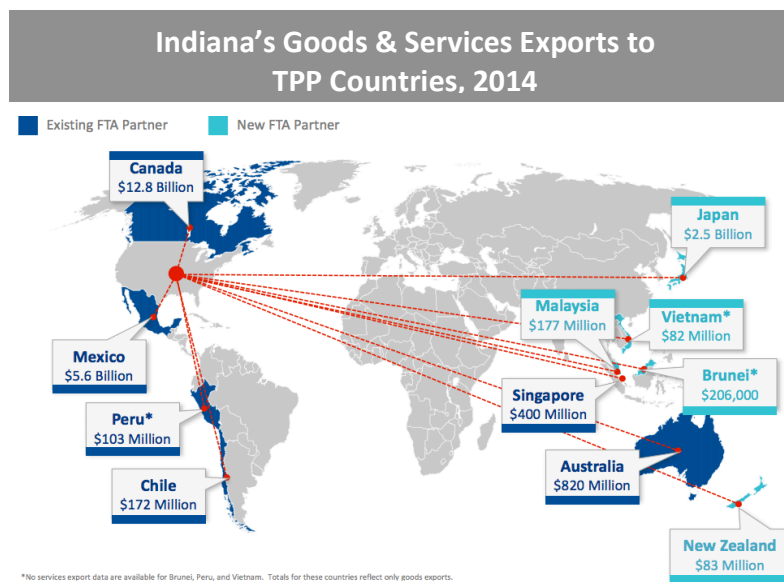 Indiana’s Goods & Services Exports to
TPP Countries, 2014
Existing FTA Partner
New FTA Partner
Canada
$12.8 Billion
Japan
$2.5 Billion
Malaysia
$177 Million
Vietnam*
$82 Million
Mexico
$5.6 Billion
Brunei*
$206,000
Singapore
$400 Million
Peru*
$103 Million
Australia
$820 Million
Chile
$172 Million
New Zealand
$83 Million
*No services export data are available for Brunei, Peru, and Vietnam. Totals for these countries reflect only goods exports.